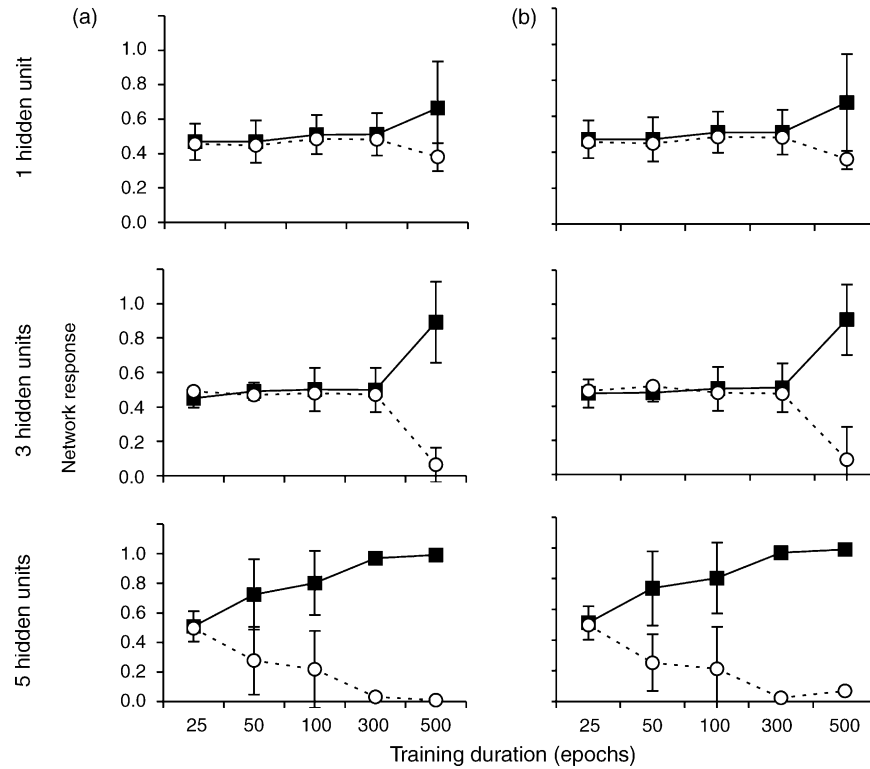 (a)
(b)
1 hidden unit
1.0
0.8
0.6
0.4
0.2
0.0
3 hidden units
Network response
1.0
0.8
0.6
0.4
0.2
0.0
5 hidden units
1.0
0.8
0.6
0.4
0.2
0.0
25 50 100 300 500
25 50 100 300 500
Training duration (epochs)